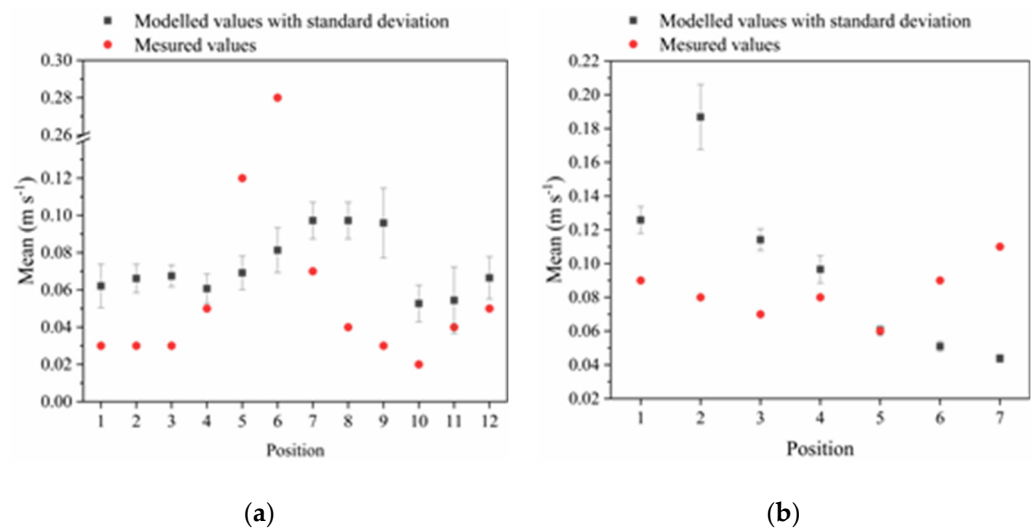 Modelled values with standard deviation
Mesured values
0.30
0.28
0.26
0.12
0.10
0.08
0.06
0.04
0.02
0.00
Mean (m s-1)
1 2 3 4 5 6 7 8 9 10 11 12
Position
(a)
Modelled values with standard deviation
Mesured values
0.22
0.20
0.18
0.16
0.14
0.12
0.10
0.08
0.06
0.04
0.02
Mean (m s-1)
1 2 3 4 5 6 7
Position
(b)